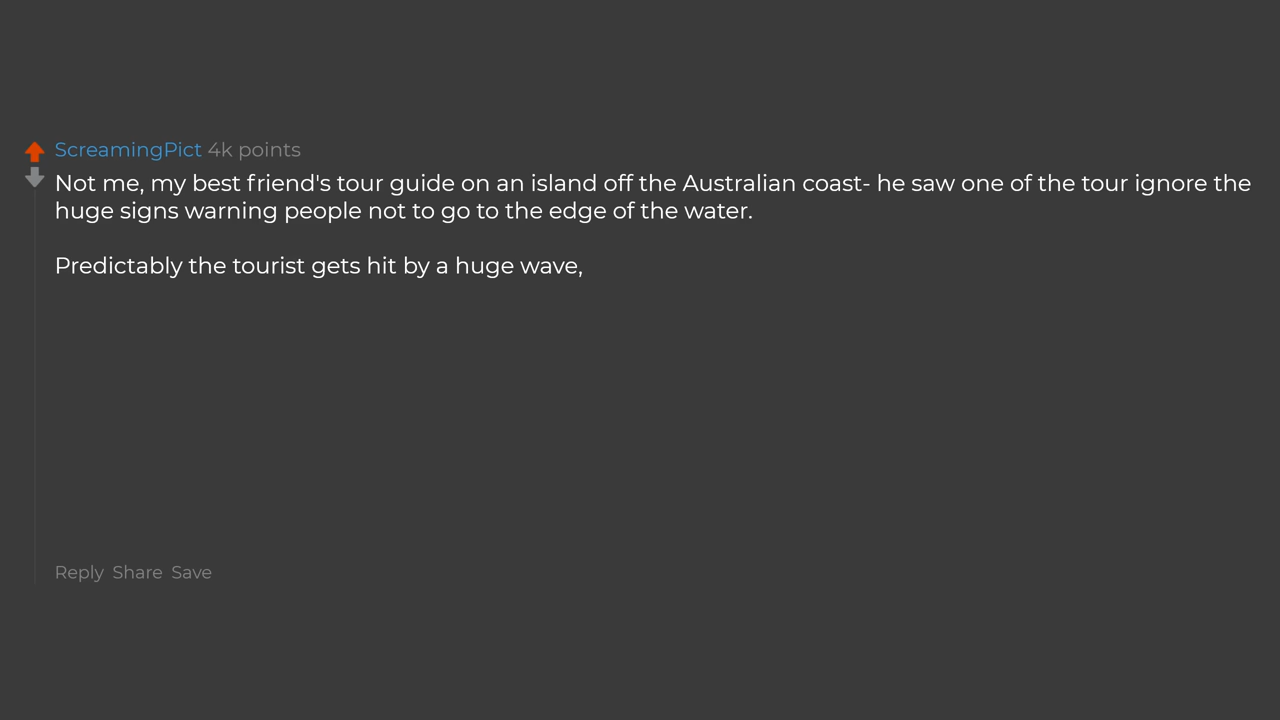 ScreamingPict 4k points
Not me, my best friend's tour guide on an island off the Australian coast- he saw one of the tour ignore the
huge signs warning people not to go to the edge of the water.
Predictably the tourist gets hit by a huge wave,
Reply Share Save